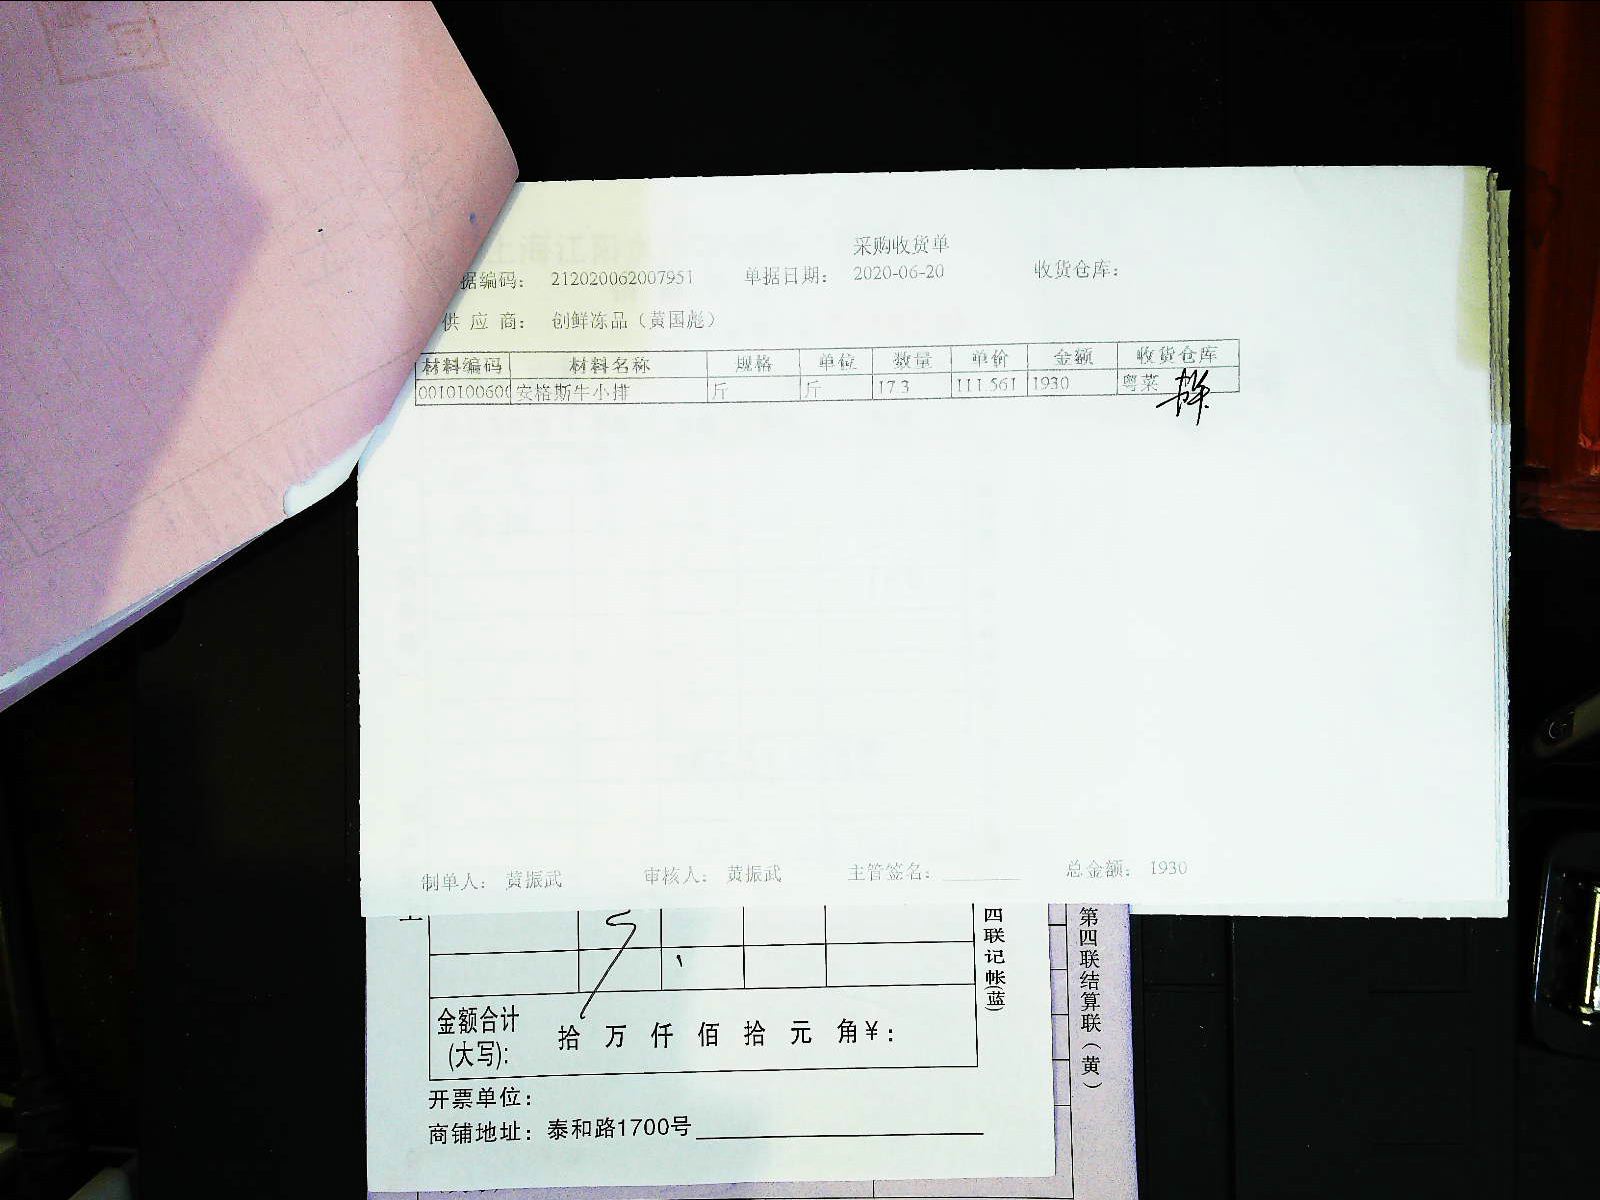 采购收货单
据编码： 212020062007951 单据日期： 2020-06-20 收货仓库：
供 应 商： 创鲜冻品（黄国彪）
材料编码 材料名称 规格 单位 数量 单价 金额 收货仓库
0010100600 安格斯牛小排 斤 斤 17.3 111.561 1930 粤菜
制单人： 黄振武 审核人： 黄振武 主管签名： ________ 总金额： 1930
四联记帐(蓝)
第四联结算联(黄)
金额合计
(大写): 拾 万 仟 佰 拾 元 角¥:
开票单位:
商铺地址: 泰和路1700号